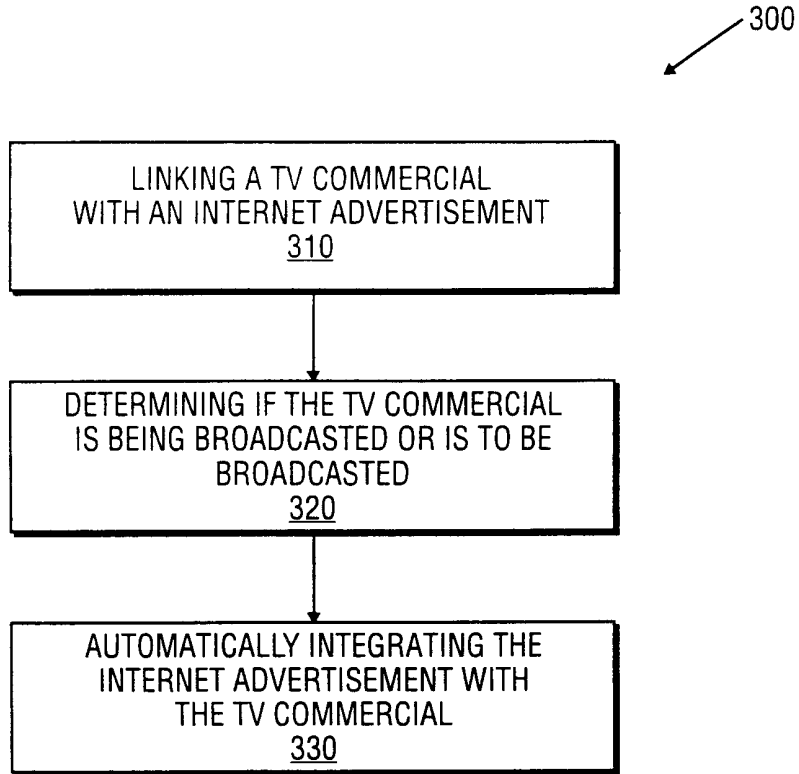 300
LINKING A TV COMMERCIAL
WITH AN INTERNET ADVERTISEMENT
310
DETERMINING IF THE TV COMMERCIAL
IS BEING BROADCASTED OR IS TO BE
BROADCASTED
320
AUTOMATICALLY INTEGRATING THE
INTERNET ADVERTISEMENT WITH
THE TV COMMERCIAL
330